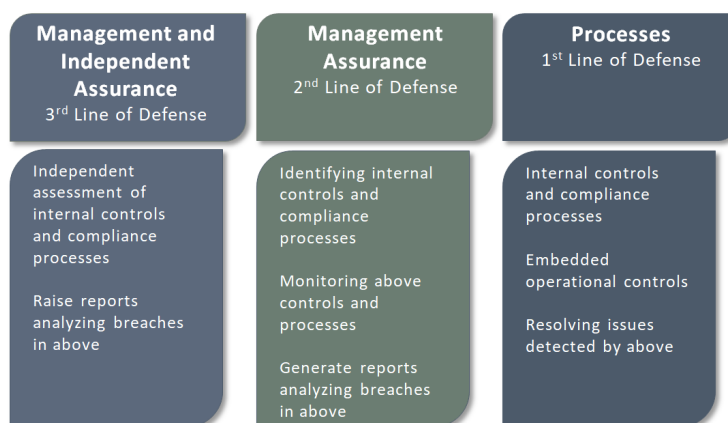 Management and
Independent
Assurance
3rd Line of Defense
Independent
assessment of
internal controls
and compliance
processes
Raise reports
analyzing breaches
in above
Management
Assurance
2nd Line of Defense
Identifying internal
controls and
compliance
processes
Monitoring above
controls and
processes
Generate reports
analyzing breaches
in above
Processes
1st Line of Defense
Internal controls
and compliance
processes
Embedded
operational controls
Resolving issues
detected by above